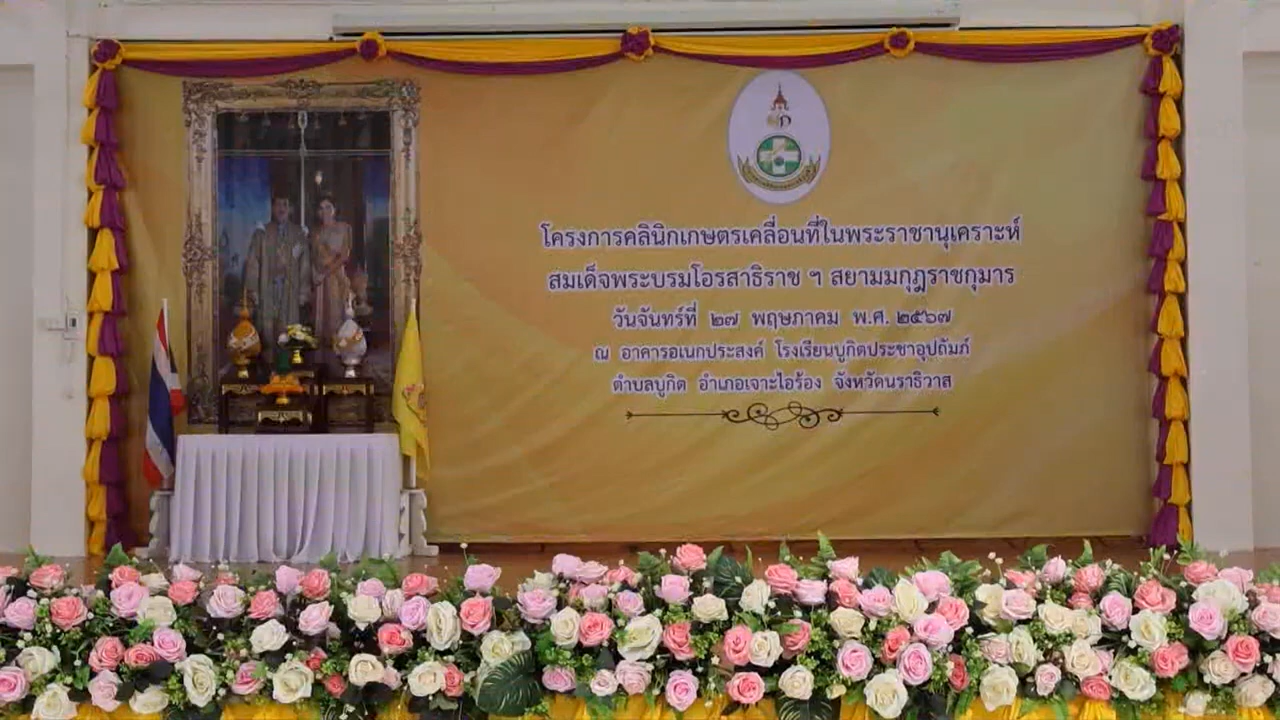 โครงการคลินิกเกษตรเคลื่อนที่ในพระราชานุเคราะห์
สมเด็จพระบรมโอรสาธิราช ฯ สยามมกุฎราชกุมาร
วันจันทร์ที่ ๒๗ พฤษภาคม พ.ศ. ๒๕๖๗
ณ อาคารอเนกประสงค์ โรงเรียนบูกิตประชาอุปถัมภ์
ตำบลบูกิต อำเภอเจาะไอร้อง จังหวัดนราธิวาส